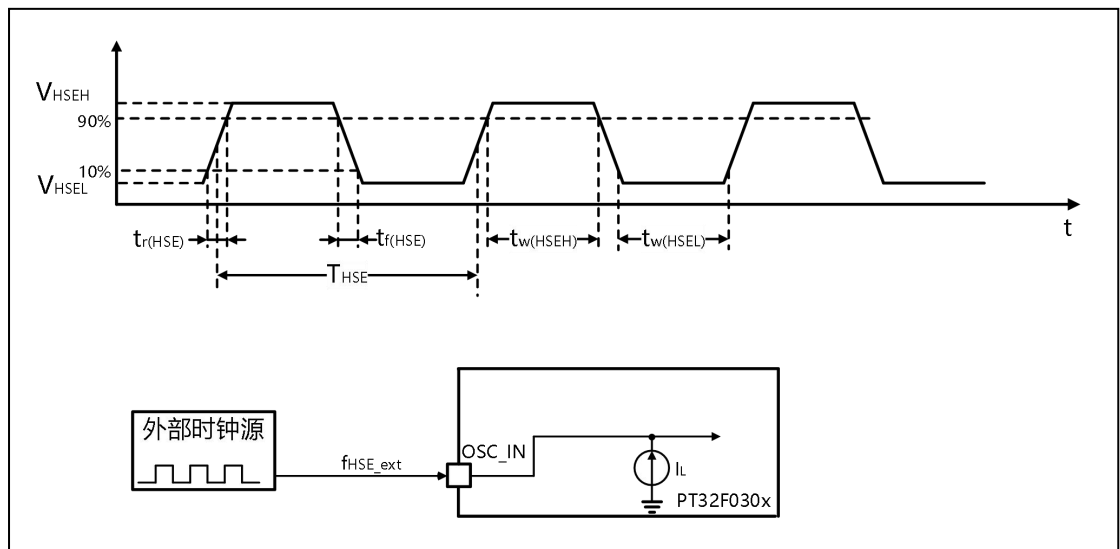 VHSEH
90%
10%
VHSEL
t
tr(HSE)
tf(HSE)
tw(HSEH)
tw(HSEL)
THSE
外部时钟源
fHSE_ext
OSC_IN
IL
PT32F030x